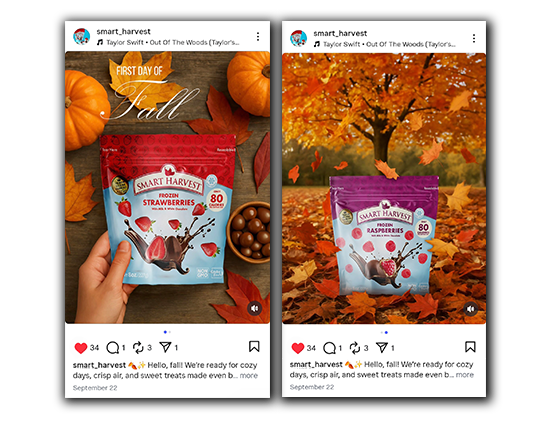 smart_harvest
Taylor Swift • Out Of The Woods (Taylor's...
FIRST DAY OF
Fall
SMART HARVEST
FROZEN
STRAWBERRIES
80
34
1
3
1
smart_harvest 🍂✨ Hello, fall! We're ready for cozy
days, crisp air, and sweet treats made even b... more
September 22
smart_harvest
Taylor Swift • Out Of The Woods (Taylor's...
SMART HARVEST
FROZEN
RASPBERRIES
80
34
1
3
1
smart_harvest 🍂✨ Hello, fall! We're ready for cozy
days, crisp air, and sweet treats made even b... more
September 22